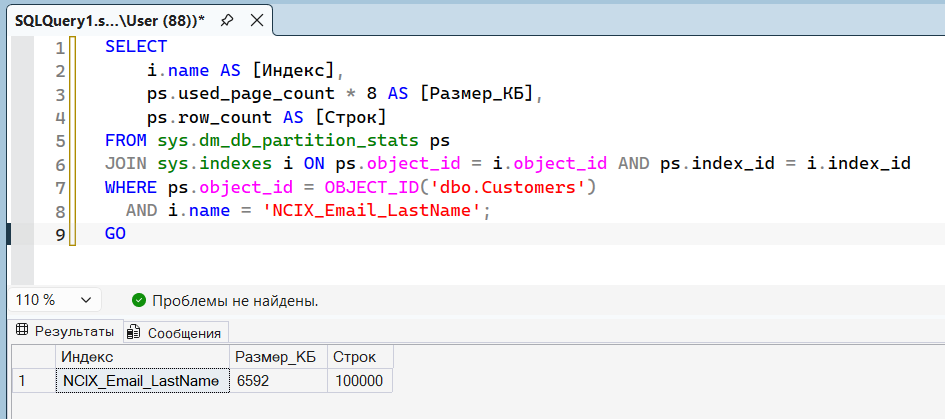 SQLQuery1.s...\User (88))*
1 SELECT
2 i.name AS [Индекс],
3 ps.used_page_count * 8 AS [Размер_КБ],
4 ps.row_count AS [Строк]
5 FROM sys.dm_db_partition_stats ps
6 JOIN sys.indexes i ON ps.object_id = i.object_id AND ps.index_id = i.index_id
7 WHERE ps.object_id = OBJECT_ID('dbo.Customers')
8 AND i.name = 'NCIX_Email_LastName';
9 GO
110 % Проблемы не найдены.
Результаты Сообщения
Индекс Размер_КБ Строк
1 NCIX_Email_LastName 6592 100000